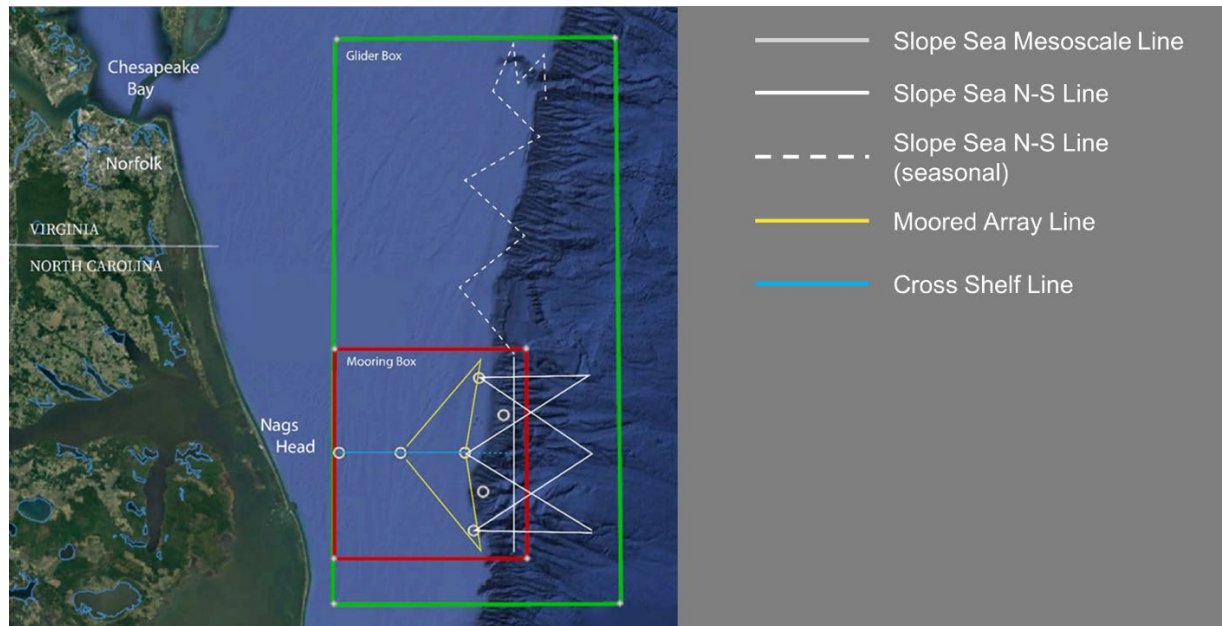 Chesapeake
Bay
Norfolk
VIRGINIA
NORTH CAROLINA
Nags
Head
Glider Box
Mooring Box
Slope Sea Mesoscale Line
Slope Sea N-S Line
Slope Sea N-S Line
(seasonal)
Moored Array Line
Cross Shelf Line